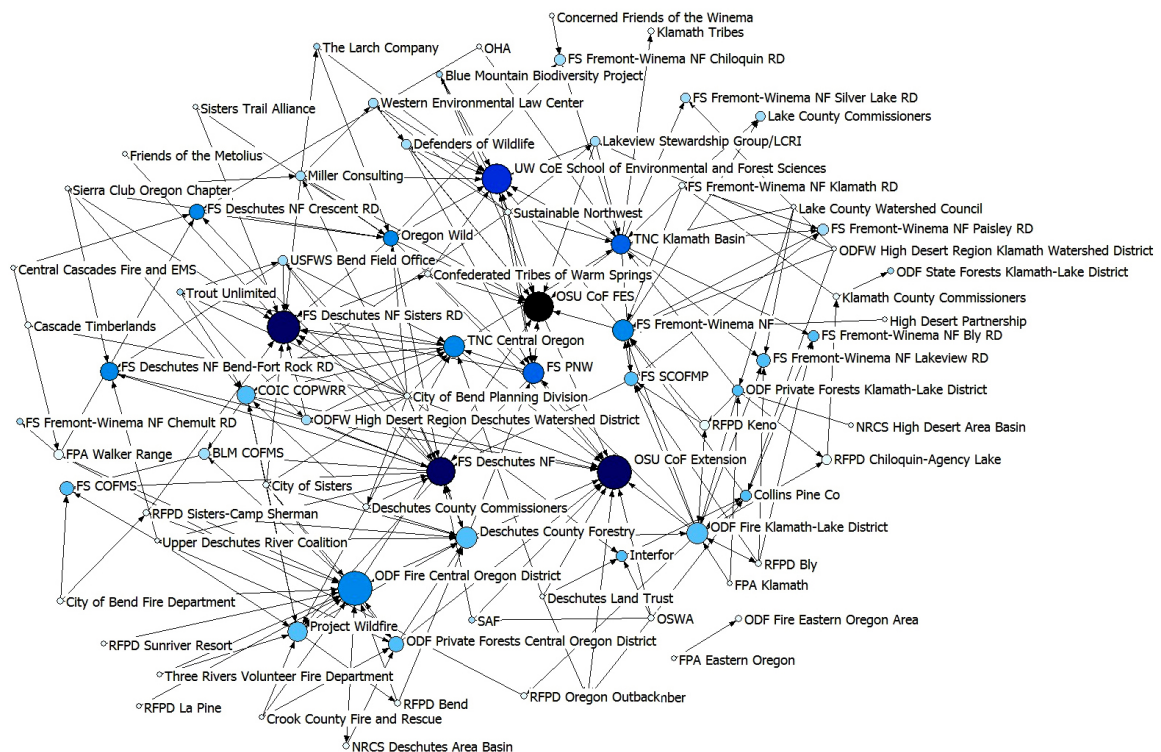 Concerned Friends of the Winema
Klamath Tribes
The Larch Company
OHA
FS Fremont-Winema NF Chiloquin RD
Blue Mountain Biodiversity Project
Sisters Trail Alliance
Western Environmental Law Center
FS Fremont-Winema NF Silver Lake RD
Lake County Commissioners
Defenders of Wildlife
Lakeview Stewardship Group/LCRI
Friends of the Metolius
UW CoE School of Environmental and Forest Sciences
Miller Consulting
Sierra Club Oregon Chapter
FS Fremont-Winema NF Klamath RD
FS Deschutes NF Crescent RD
Sustainable Northwest
Lake County Watershed Council
FS Fremont-Winema NF Paisley RD
Oregon Wild
TNC Klamath Basin
ODFW High Desert Region Klamath Watershed District
USFWS Bend Field Office
Central Cascades Fire and EMS
Confederated Tribes of Warm Springs
ODF State Forests Klamath-Lake District
Trout Unlimited
OSU CoF FES
Klamath County Commissioners
FS Deschutes NF Sisters RD
High Desert Partnership
Cascade Timberlands
FS Fremont-Winema NF
FS Fremont-Winema NF Bly RD
TNC Central Oregon
FS Deschutes NF Bend-Fort Rock RD
FS PNW
FS Fremont-Winema NF Lakeview RD
FS SCOFMP
COIC COPWRR
City of Bend Planning Division
ODF Private Forests Klamath-Lake District
FS Fremont-Winema NF Chemult RD
ODFW High Desert Region Deschutes Watershed District
RFPD Keno
NRCS High Desert Area Basin
FPA Walker Range
BLM COFMS
FS Deschutes NF
OSU CoF Extension
RFPD Chiloquin-Agency Lake
FS COFMS
City of Sisters
Collins Pine Co
RFPD Sisters-Camp Sherman
Deschutes County Commissioners
ODF Fire Klamath-Lake District
Upper Deschutes River Coalition
Deschutes County Forestry
Interfor
RFPD Bly
ODF Fire Central Oregon District
FPA Klamath
City of Bend Fire Department
Deschutes Land Trust
SAF
OSWA
ODF Fire Eastern Oregon Area
Project Wildfire
RFPD Sunriver Resort
ODF Private Forests Central Oregon District
FPA Eastern Oregon
Three Rivers Volunteer Fire Department
RFPD Oregon Outback
nber
RFPD La Pine
RFPD Bend
Crook County Fire and Rescue
NRCS Deschutes Area Basin